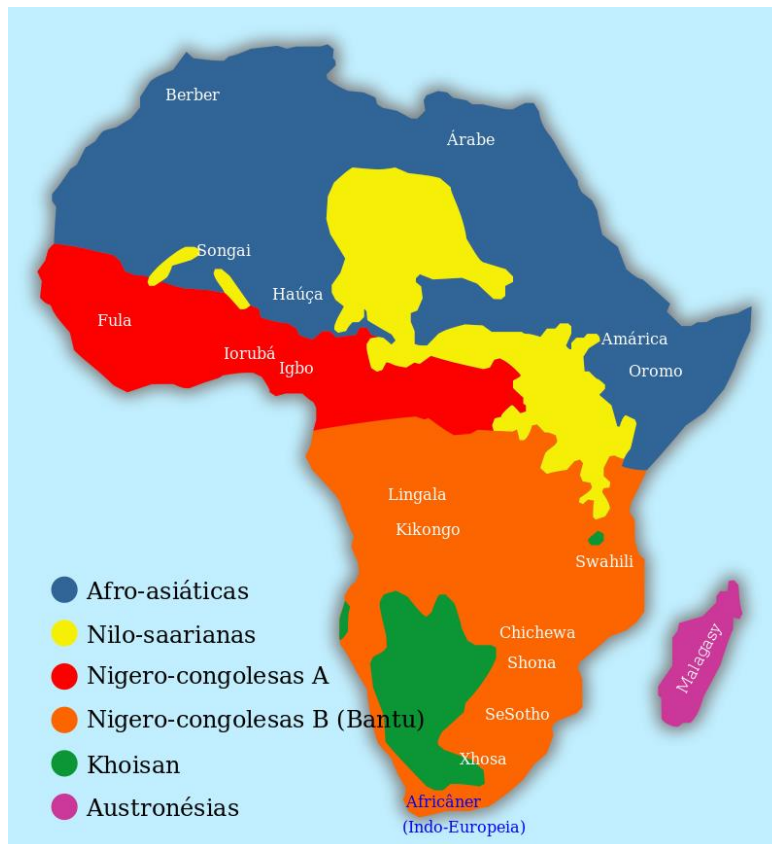 Berber
Árabe
Songai
Haúça
Fula
Amárica
Iorubá
Igbo
Oromo
Lingala
Kikongo
Swahili
Afro-asiáticas
Nilo-saarianas
Chichewa
Shona
Malagasy
Nigero-congolesas A
Nigero-congolesas B (Bantu)
SeSotho
Khoisan
Xhosa
Austronésias
Africâner
(Indo-Europeia)